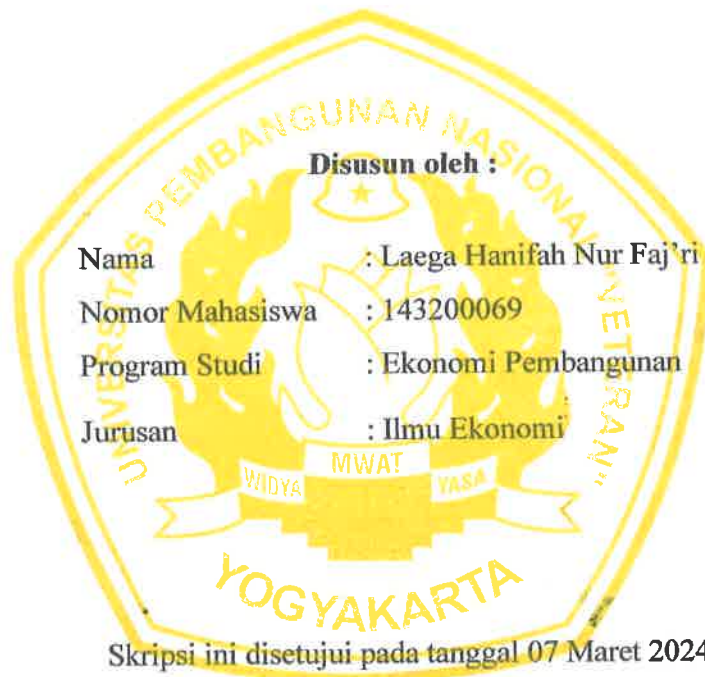 UNIVERSITAS PEMBANGUNAN NASIONAL "VETERAN"
Disusun oleh :
Nama : Laega Hanifah Nur Faj'ri
Nomor Mahasiswa : 143200069
Program Studi : Ekonomi Pembangunan
Jurusan : Ilmu Ekonomi
WIDYA MWAT YASA
YOGYAKARTA
Skripsi ini disetujui pada tanggal 07 Maret 2024